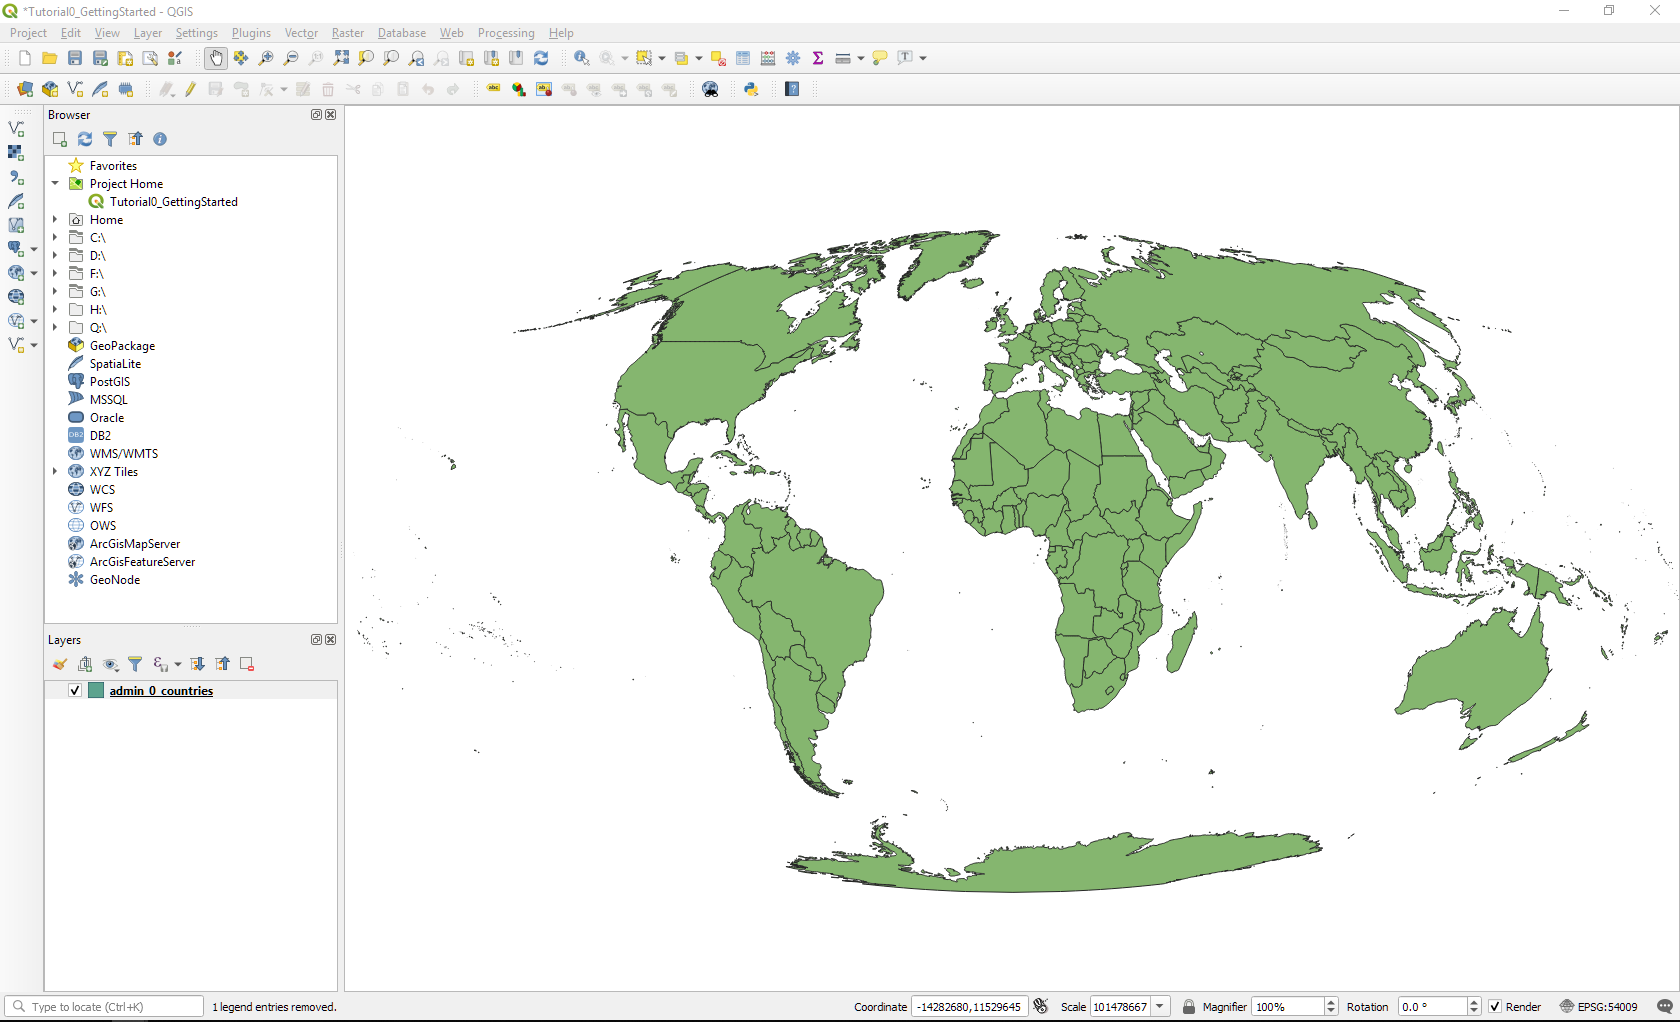 *Tutorial0_GettingStarted - QGIS
Project Edit View Layer Settings Plugins Vector Raster Database Web Processing Help
Browser
Favorites
Project Home
Tutorial0_GettingStarted
Home
C:\
D:\
F:\
G:\
H:\
Q:\
GeoPackage
SpatiaLite
PostGIS
MSSQL
Oracle
DB2 DB2
WMS/WMTS
XYZ Tiles
WCS
WFS
OWS
ArcGisMapServer
ArcGisFeatureServer
GeoNode
Layers
admin_0_countries
Type to locate (Ctrl+K) 1 legend entries removed. Coordinate -14282680,11529645 Scale 101478667 Magnifier 100% Rotation 0.0 ° Render EPSG:54009